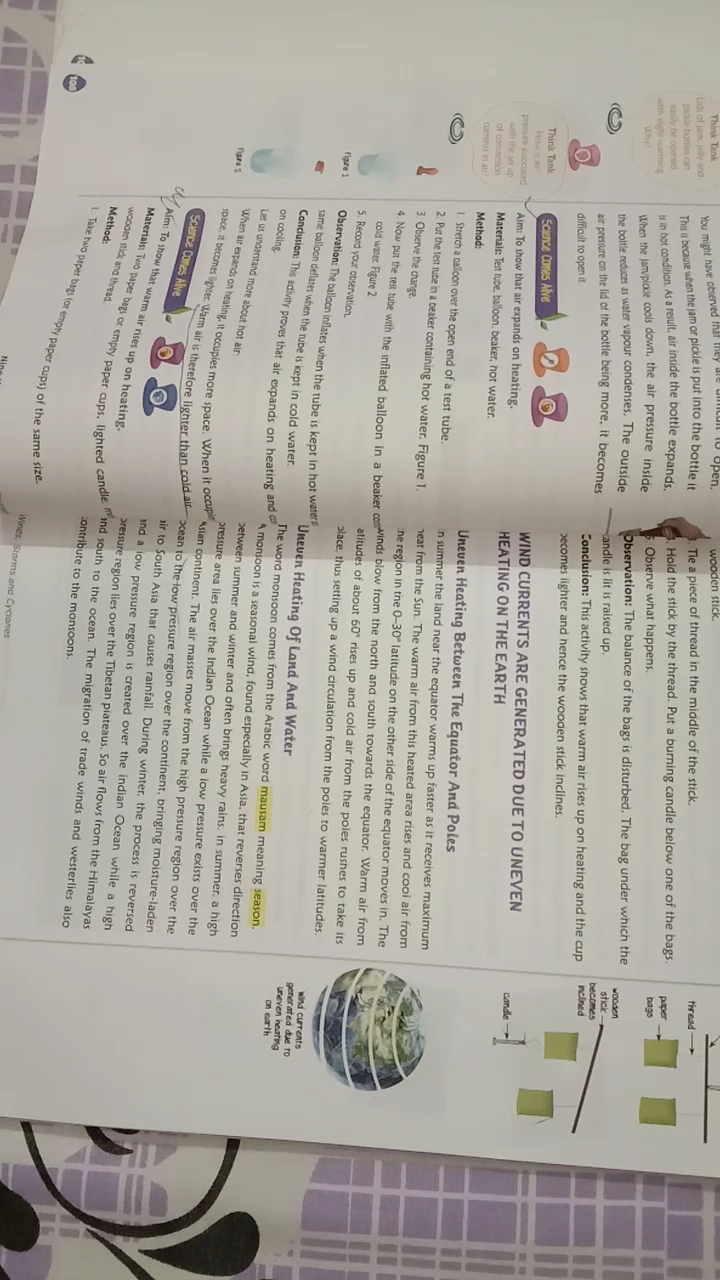 Think Tank
Lids of jam, jelly and
pickle bottles can
easily be opened
with slight warming.
Why?
You might have observed that they are difficult to open.
This is because when the jam or pickle is put into the bottle it
is in hot condition. As a result, air inside the bottle expands.
When the jam/pickle cools down, the air pressure inside
the bottle reduces as water vapour condenses. The outside
air pressure on the lid of the bottle being more, it becomes
difficult to open it.
Think Tank
How is air
pressure associated
with the set up
of convection
currents in air?
Science Comes Alive
Aim: To show that air expands on heating.
Materials: Test tube, balloon, beaker, hot water.
Method:
1. Stretch a balloon over the open end of a test tube.
2. Put the test tube in a beaker containing hot water. Figure 1.
3. Observe the change.
4. Now put the test tube with the inflated balloon in a beaker
cold water. Figure 2
5. Record your observation.
Observation: The balloon inflates when the tube is kept in hot water
same balloon deflates when the tube is kept in cold water.
Conclusion: This activity proves that air expands on heating and
on cooling.
Let us understand more about hot air:
When air expands on heating, it occupies more space. When it
space, it becomes lighter. Warm air is therefore lighter than cold air.
Figure 1
Figure 2
Science Comes Alive
Aim: To show that warm air rises up on heating.
Materials: Two paper bags or empty paper cups, lighted candle,
wooden stick and thread.
Method:
1. Take two paper bags (or empty paper cups) of the same size.
108
wooden stick.
Tie a piece of thread in the middle of the stick.
Hold the stick by the thread. Put a burning candle below one of the bags.
Observe what happens.
Observation: The balance of the bags is disturbed. The bag under which the
candle is lit is raised up.
Conclusion: This activity shows that warm air rises up on heating and the cup
becomes lighter and hence the wooden stick inclines.
thread
paper
bags
wooden
stick
becomes
inclined
candle
WIND CURRENTS ARE GENERATED DUE TO UNEVEN
HEATING ON THE EARTH
Uneven Heating Between The Equator And Poles
In summer the land near the equator warms up faster as it receives maximum
heat from the Sun. The warm air from this heated area rises and cool air from
the region in the 0–30° latitude on the other side of the equator moves in. The
winds blow from the north and south towards the equator. Warm air from
latitudes of about 60° rises up and cold air from the poles rushes to take its
place, thus setting up a wind circulation from the poles to warmer latitudes.
Uneven Heating Of Land And Water
The word monsoon comes from the Arabic word mausam meaning season.
A monsoon is a seasonal wind, found especially in Asia, that reverses direction
between summer and winter and often brings heavy rains. In summer, a high
pressure area lies over the Indian Ocean while a low pressure exists over the
Asian continent. The air masses move from the high pressure region over the
ocean to the low pressure region over the continent, bringing moisture-laden
air to South Asia that causes rainfall. During winter, the process is reversed
and a low pressure region is created over the Indian Ocean while a high
pressure region lies over the Tibetan plateaus. So air flows from the Himalayas
and south to the ocean. The migration of trade winds and westerlies also
contribute to the monsoons.
Wind currents
generated due to
uneven heating
on earth
Winds, Storms and Cyclones